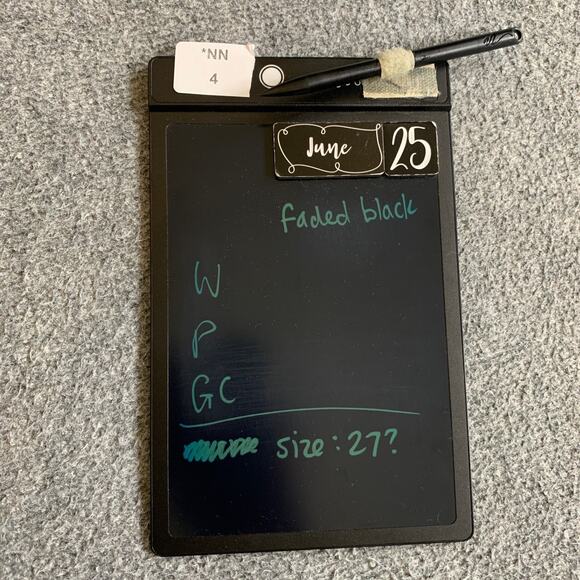 *NN
4
June 25
faded black
W
P
GC
size: 27?